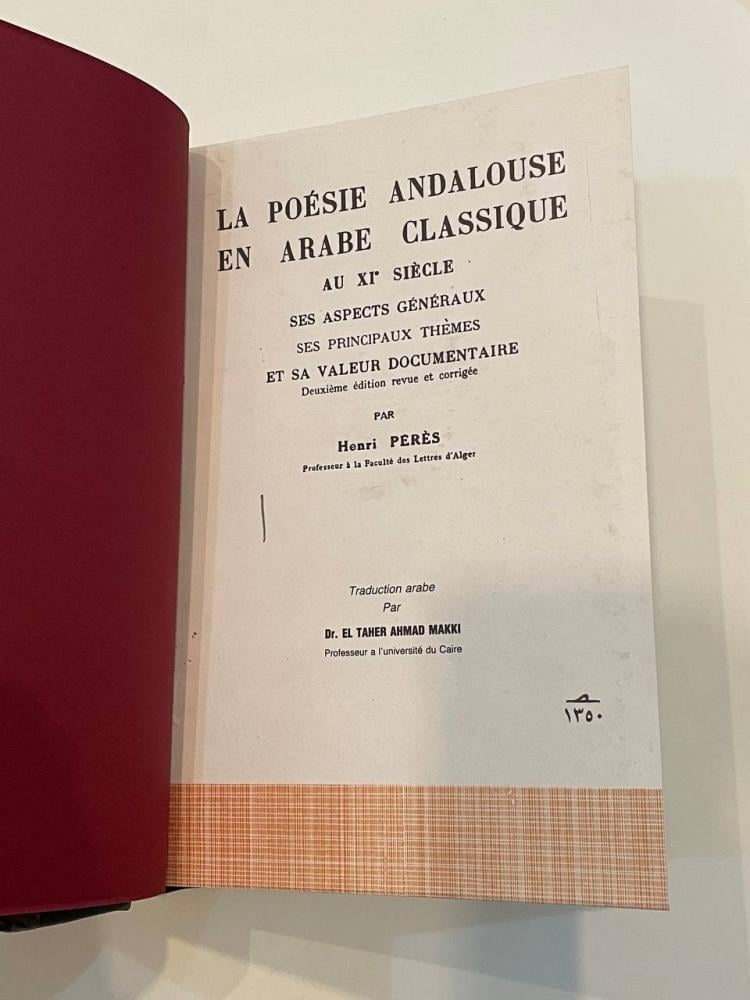 LA POÉSIE ANDALOUSE
EN ARABE CLASSIQUE
AU XIᵉ SIÈCLE
SES ASPECTS GÉNÉRAUX
SES PRINCIPAUX THÈMES
ET SA VALEUR DOCUMENTAIRE
Deuxième édition revue et corrigée
PAR
Henri PÉRÈS
Professeur à la Faculté des Lettres d'Alger
Traduction arabe
Par
Dr. EL TAHER AHMAD MAKKI
Professeur a l'université du Caire
١٣٥٠